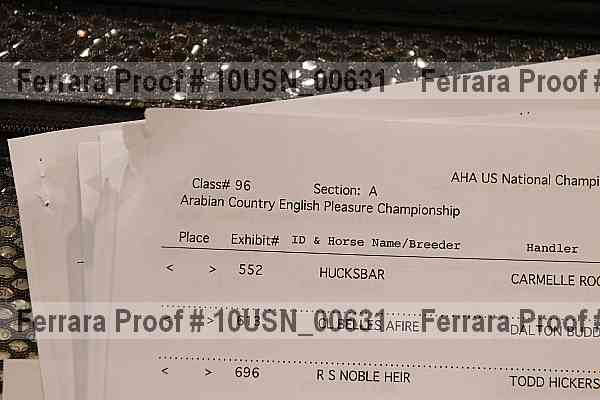 Ferrara Proof # 10USN_00631 Ferrara Proof #
AHA US National Champi
Class# 96 Section: A
Arabian Country English Pleasure Championship
Place Exhibit# ID & Horse Name/Breeder Handler
< > 552 HUCKSBAR CARMELLE ROO
Ferrara Proof # 10USN_00631 Ferrara Proof #
> 613 CL BELLES AFIRE DALTON BUDD
< > 696 R S NOBLE HEIR TODD HICKERS